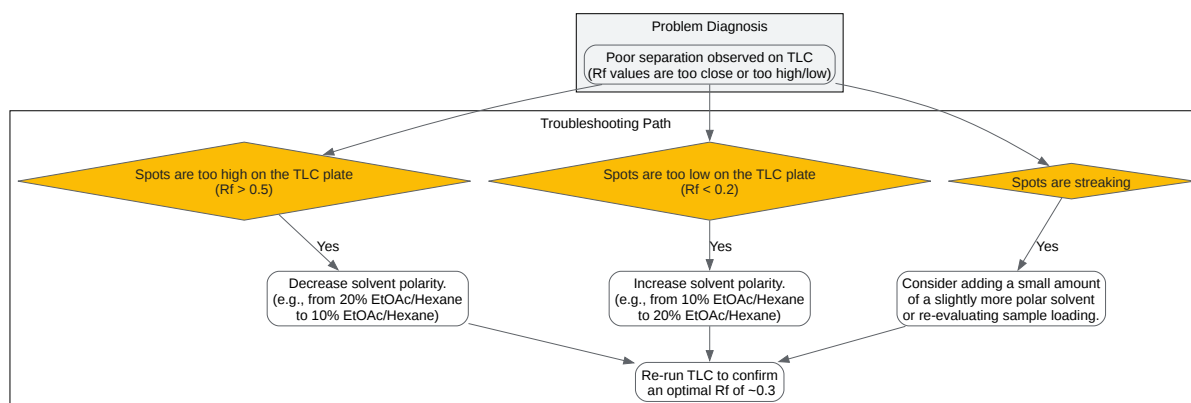 Problem Diagnosis
Poor separation observed on TLC
(Rf values are too close or too high/low)
Troubleshooting Path
Spots are too high on the TLC plate
(Rf > 0.5)
Spots are too low on the TLC plate
(Rf < 0.2)
Spots are streaking
Yes
Yes
Yes
Decrease solvent polarity.
(e.g., from 20% EtOAc/Hexane
to 10% EtOAc/Hexane)
Increase solvent polarity.
(e.g., from 10% EtOAc/Hexane
to 20% EtOAc/Hexane)
Consider adding a small amount
of a slightly more polar solvent
or re-evaluating sample loading.
Re-run TLC to confirm
an optimal Rf of ~0.3